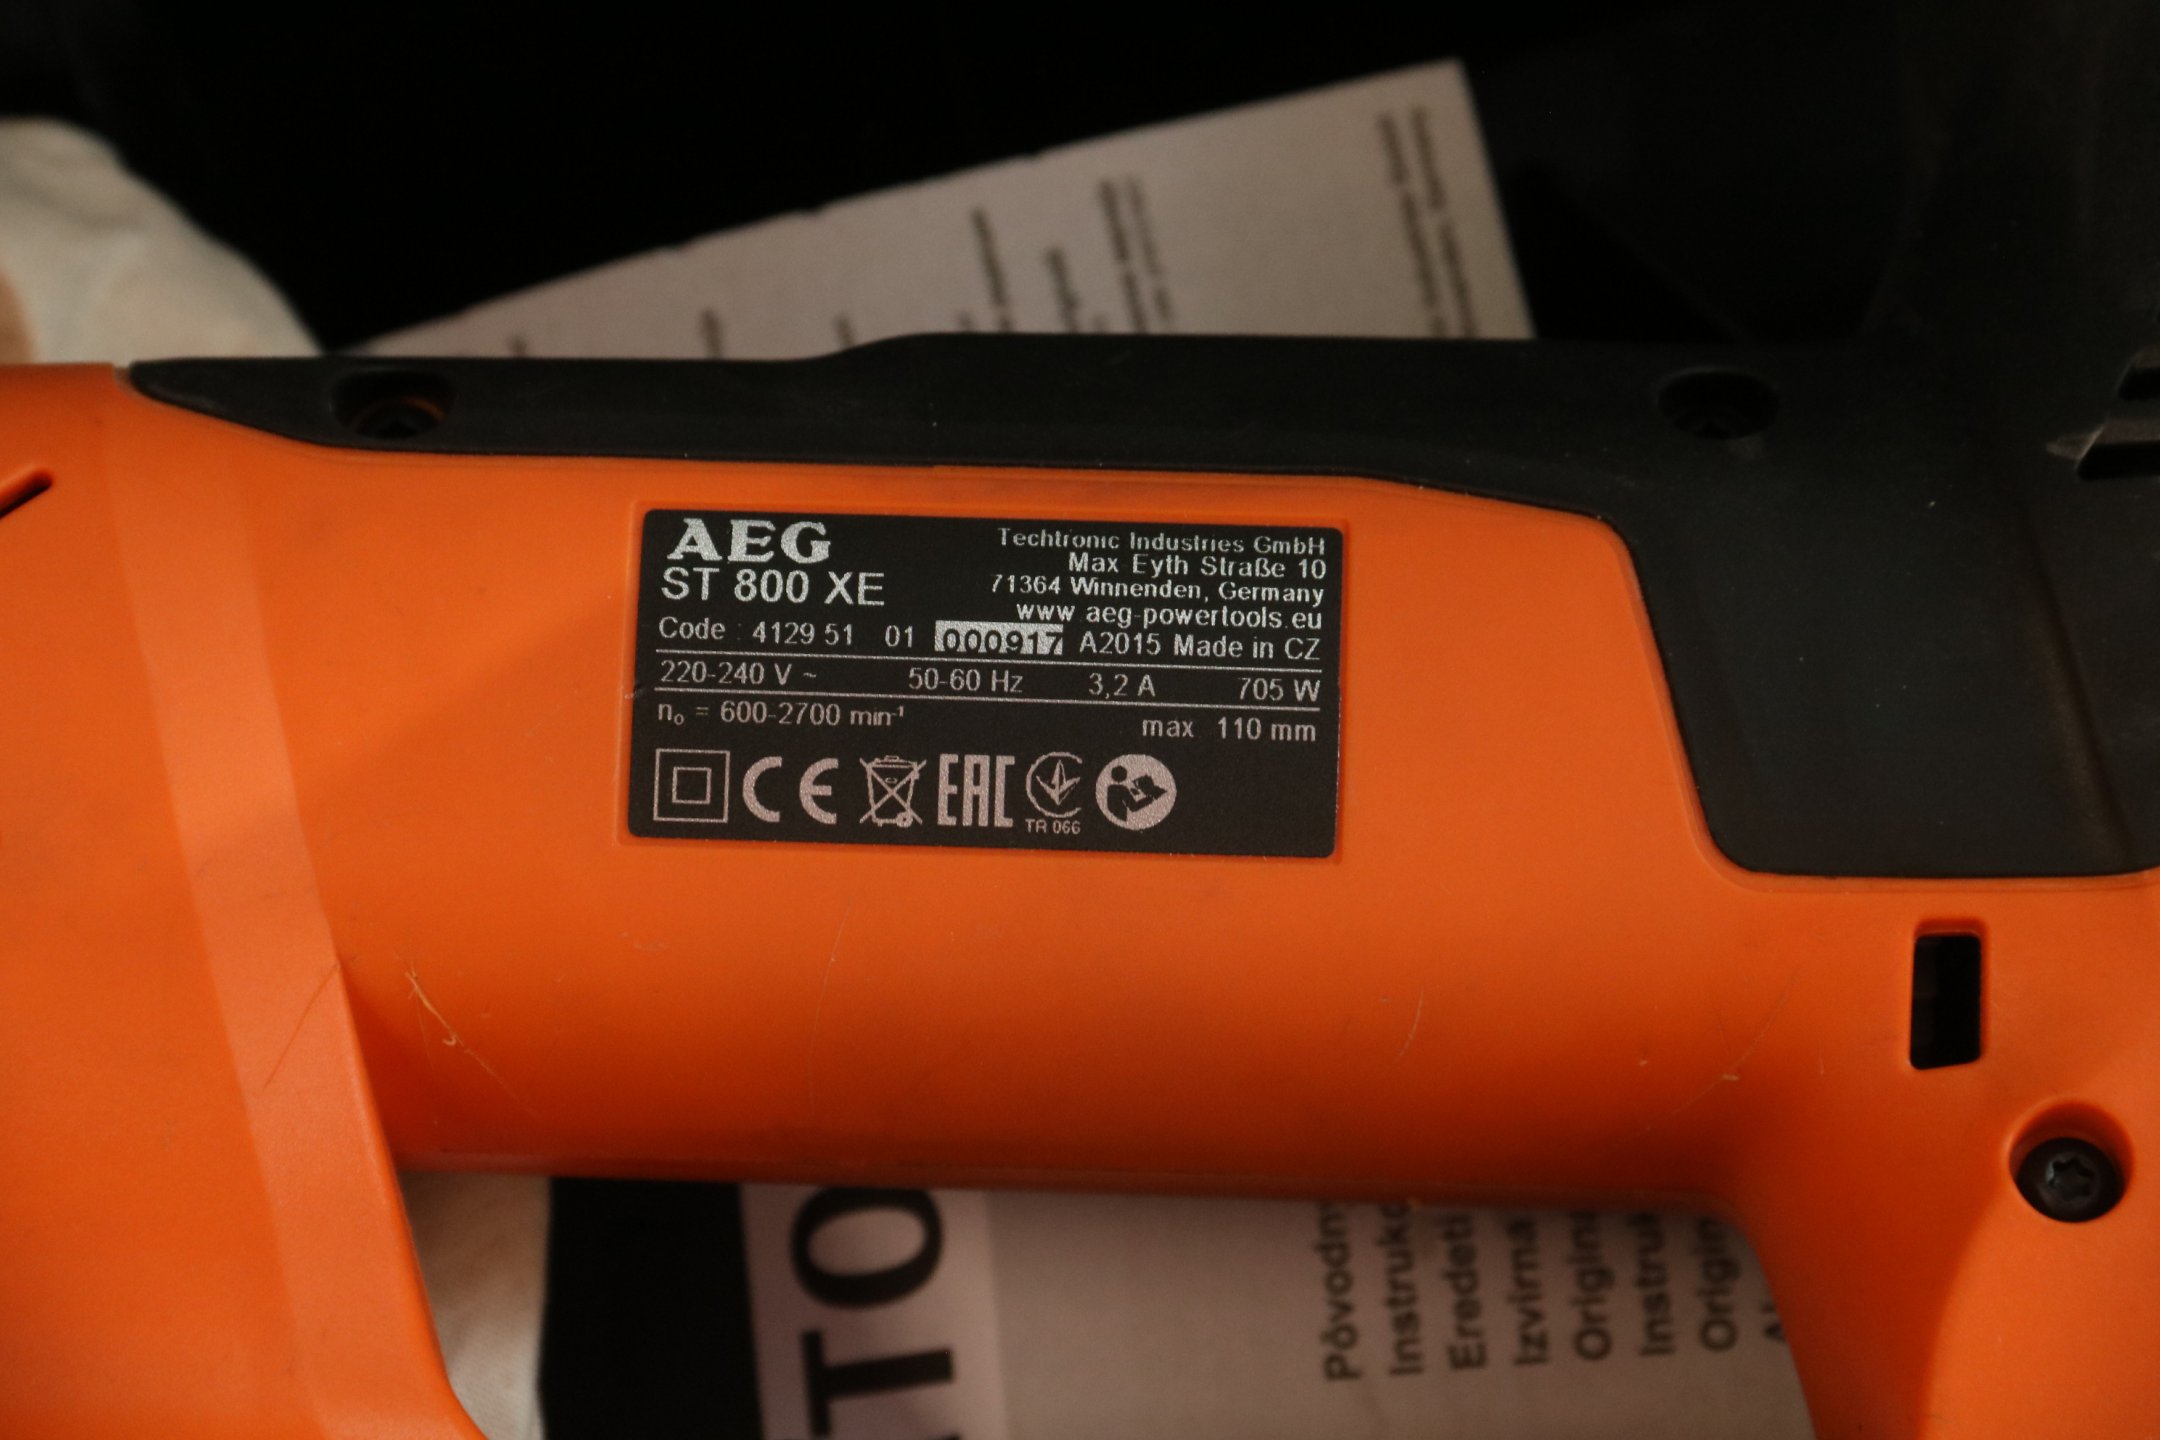 AEG
ST 800 XE
Techtronic Industries GmbH
Max Eyth Straße 10
71364 Winnenden, Germany
www aeg-powertools.eu
Code : 4129 51 01 000917 A2015 Made in CZ
220-240 V ~ 50-60 Hz 3,2 A 705 W
n₀ = 600-2700 min⁻¹ max 110 mm
CE
EAC
TR 066
TO
Pôvodn
Instrukc
Eredeti
Izvirna
Origin
Instruk
Origin